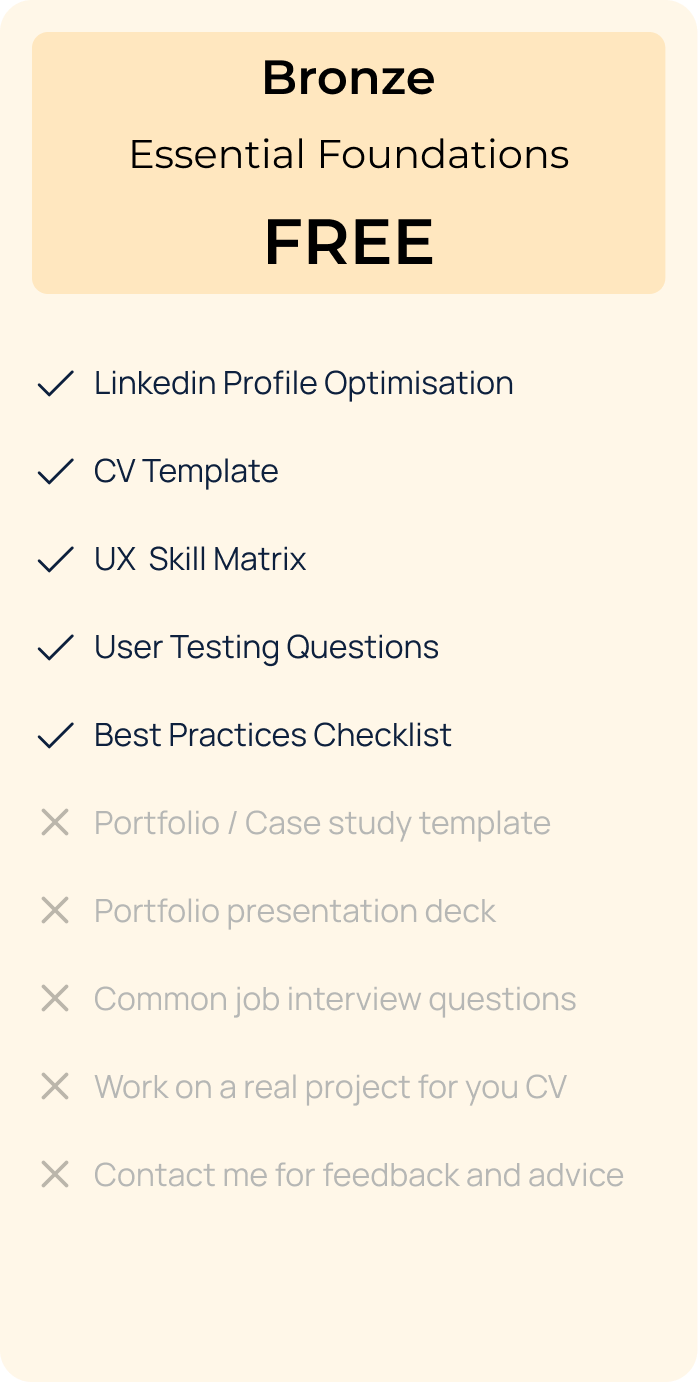 Bronze
Essential Foundations
FREE
Linkedin Profile Optimisation
CV Template
UX  Skill Matrix
User Testing Questions
Best Practices Checklist
Portfolio / Case study template
Portfolio presentation deck
Common job interview questions
Work on a real project for you CV
Contact me for feedback and advice